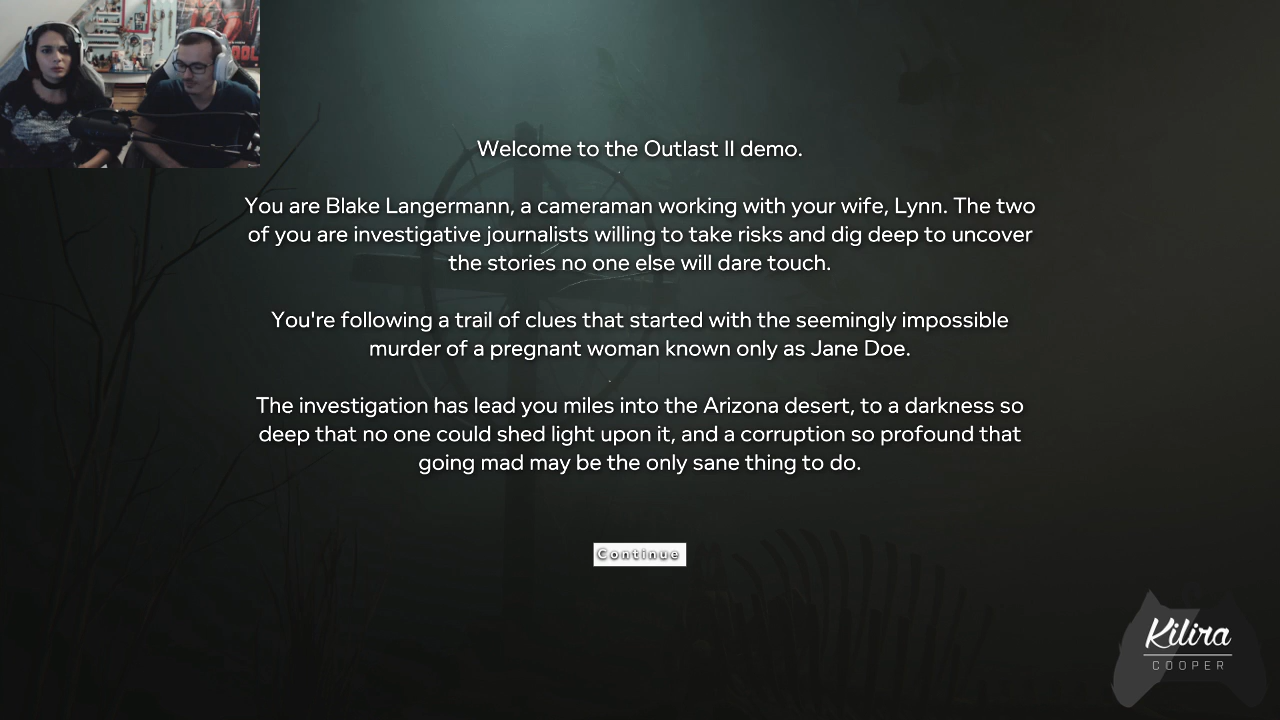 Welcome to the Outlast II demo.
You are Blake Langermann, a cameraman working with your wife, Lynn. The two
of you are investigative journalists willing to take risks and dig deep to uncover
the stories no one else will dare touch.
You're following a trail of clues that started with the seemingly impossible
murder of a pregnant woman known only as Jane Doe.
The investigation has lead you miles into the Arizona desert, to a darkness so
deep that no one could shed light upon it, and a corruption so profound that
going mad may be the only sane thing to do.
Continue
Kilira
COOPER